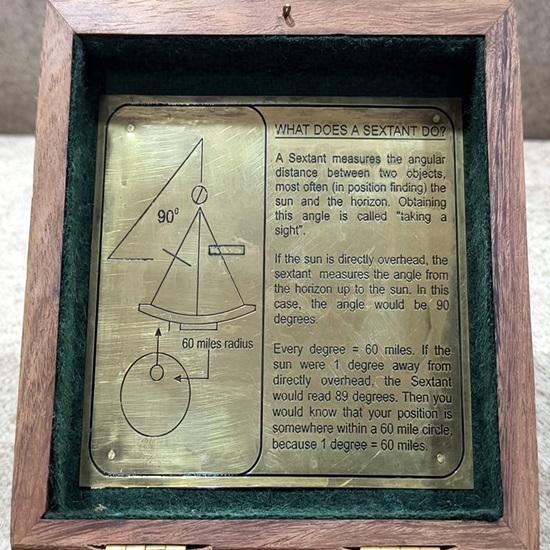 WHAT DOES A SEXTANT DO?
A Sextant measures the angular
distance between two objects,
most often (in position finding) the
sun and the horizon. Obtaining
this angle is called "taking a
sight".
If the sun is directly overhead, the
sextant measures the angle from
the horizon up to the sun. In this
case, the angle would be 90
degrees.
Every degree = 60 miles. If the
sun were 1 degree away from
directly overhead, the Sextant
would read 89 degrees. Then you
would know that your position is
somewhere within a 60 mile circle,
because 1 degree = 60 miles.
90°
60 miles radius